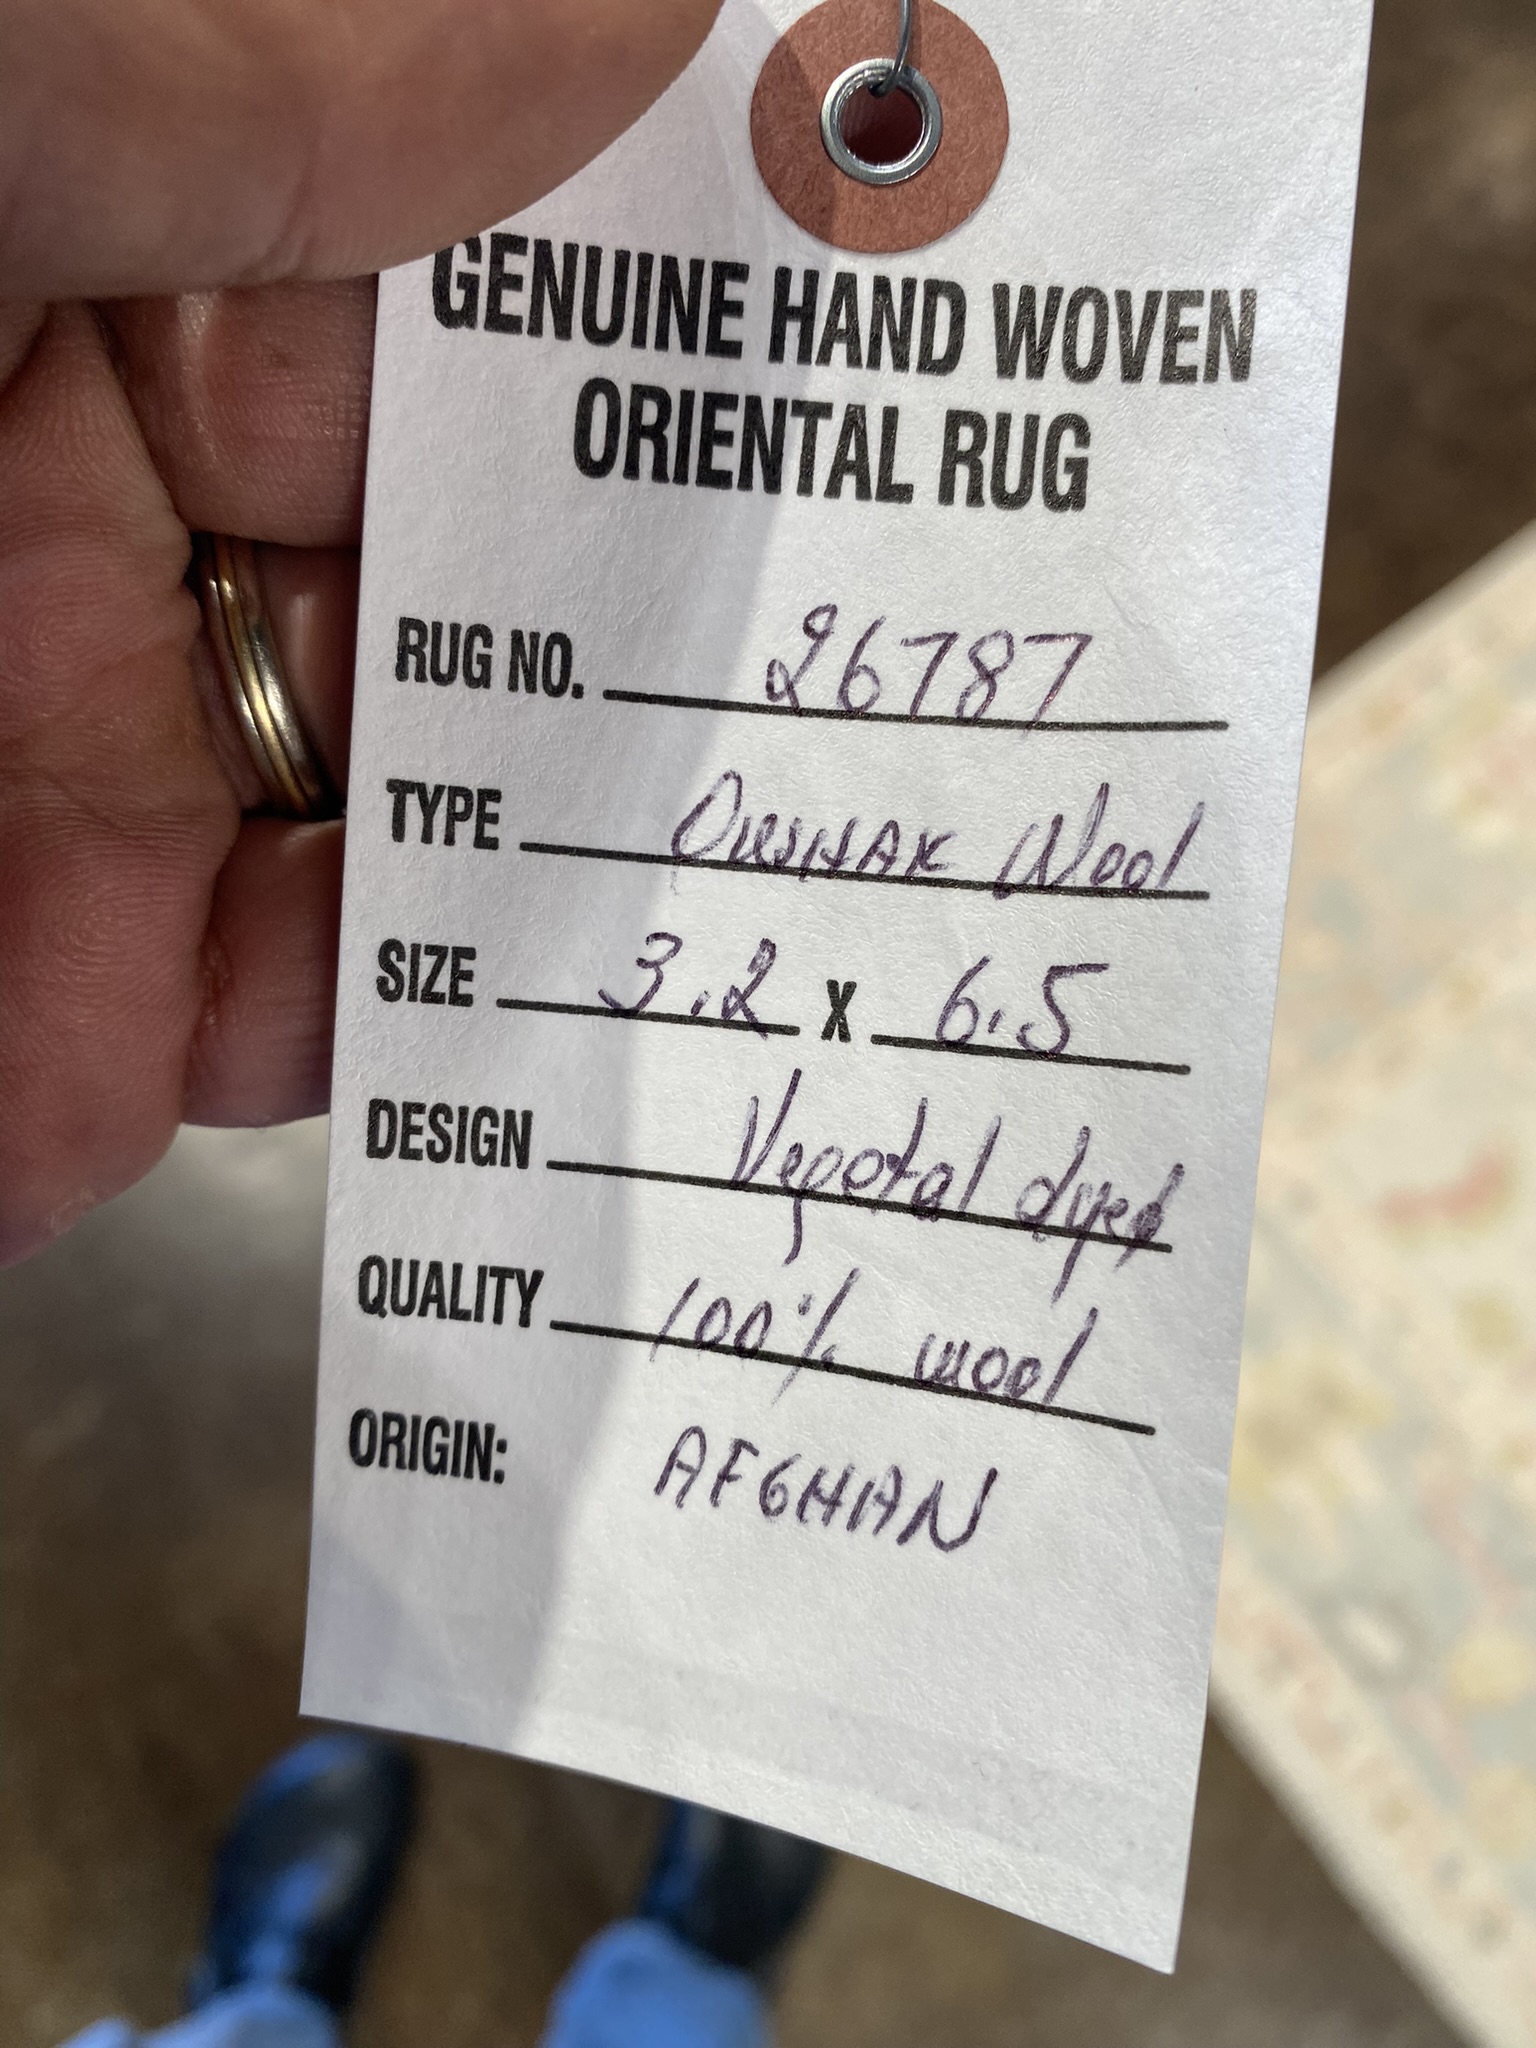 GENUINE HAND WOVEN
ORIENTAL RUG
RUG NO. 26787
TYPE OUSHAK Wool
SIZE 3.2 X 6.5
DESIGN Vegetal dyed
QUALITY 100% wool
ORIGIN: AFGHAN